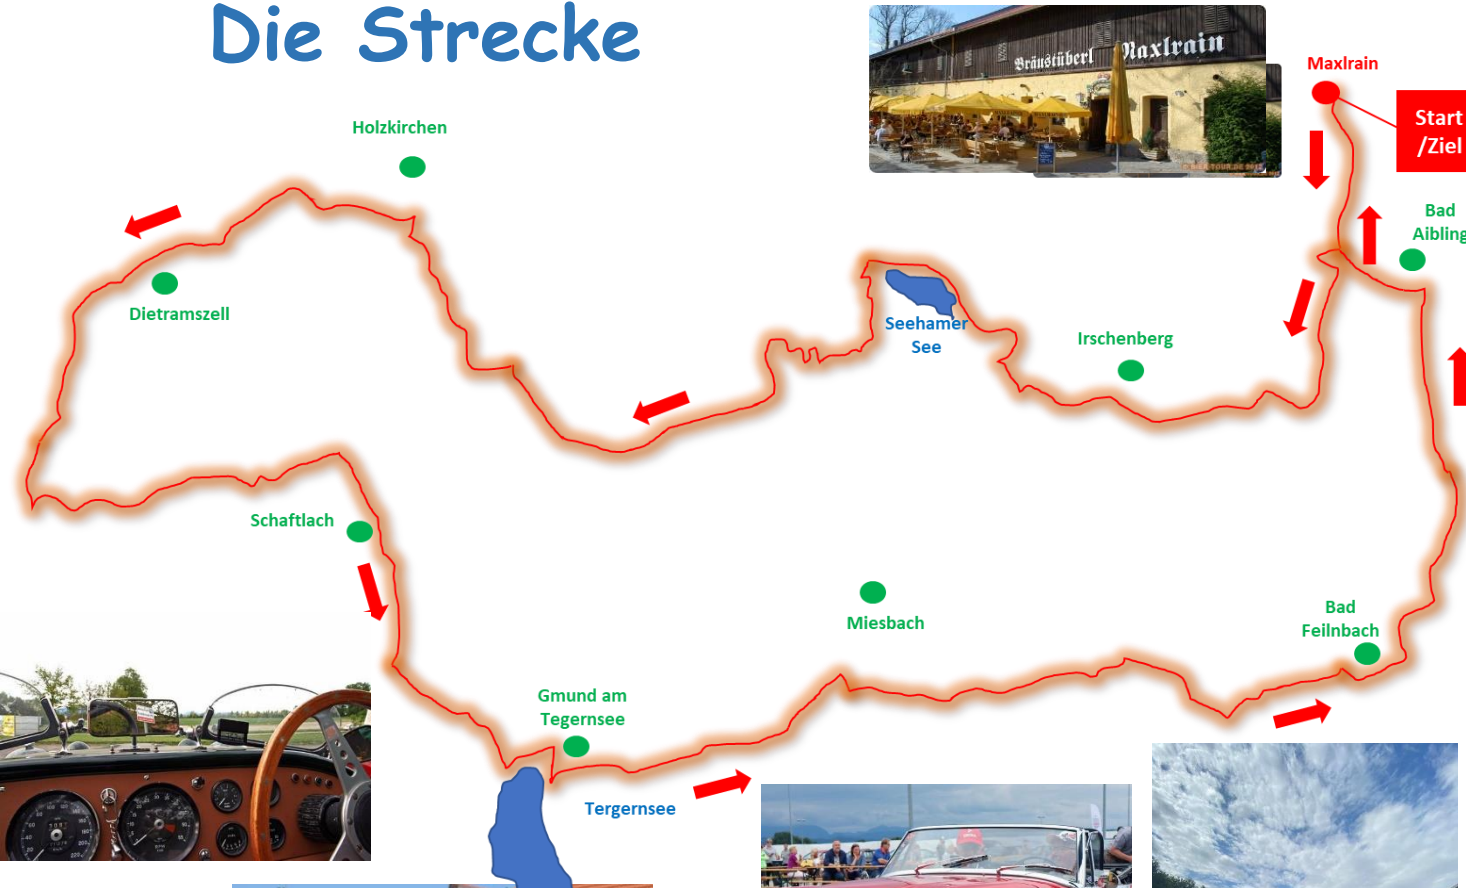 Die Strecke
Bräustüberl Maxlrain
Maxlrain
Start
/Ziel
Holzkirchen
Bad
Aibling
Dietramszell
Seehamer
See
Irschenberg
Schaftlach
Miesbach
Bad
Feilnbach
Gmund am
Tegernsee
Tergernsee